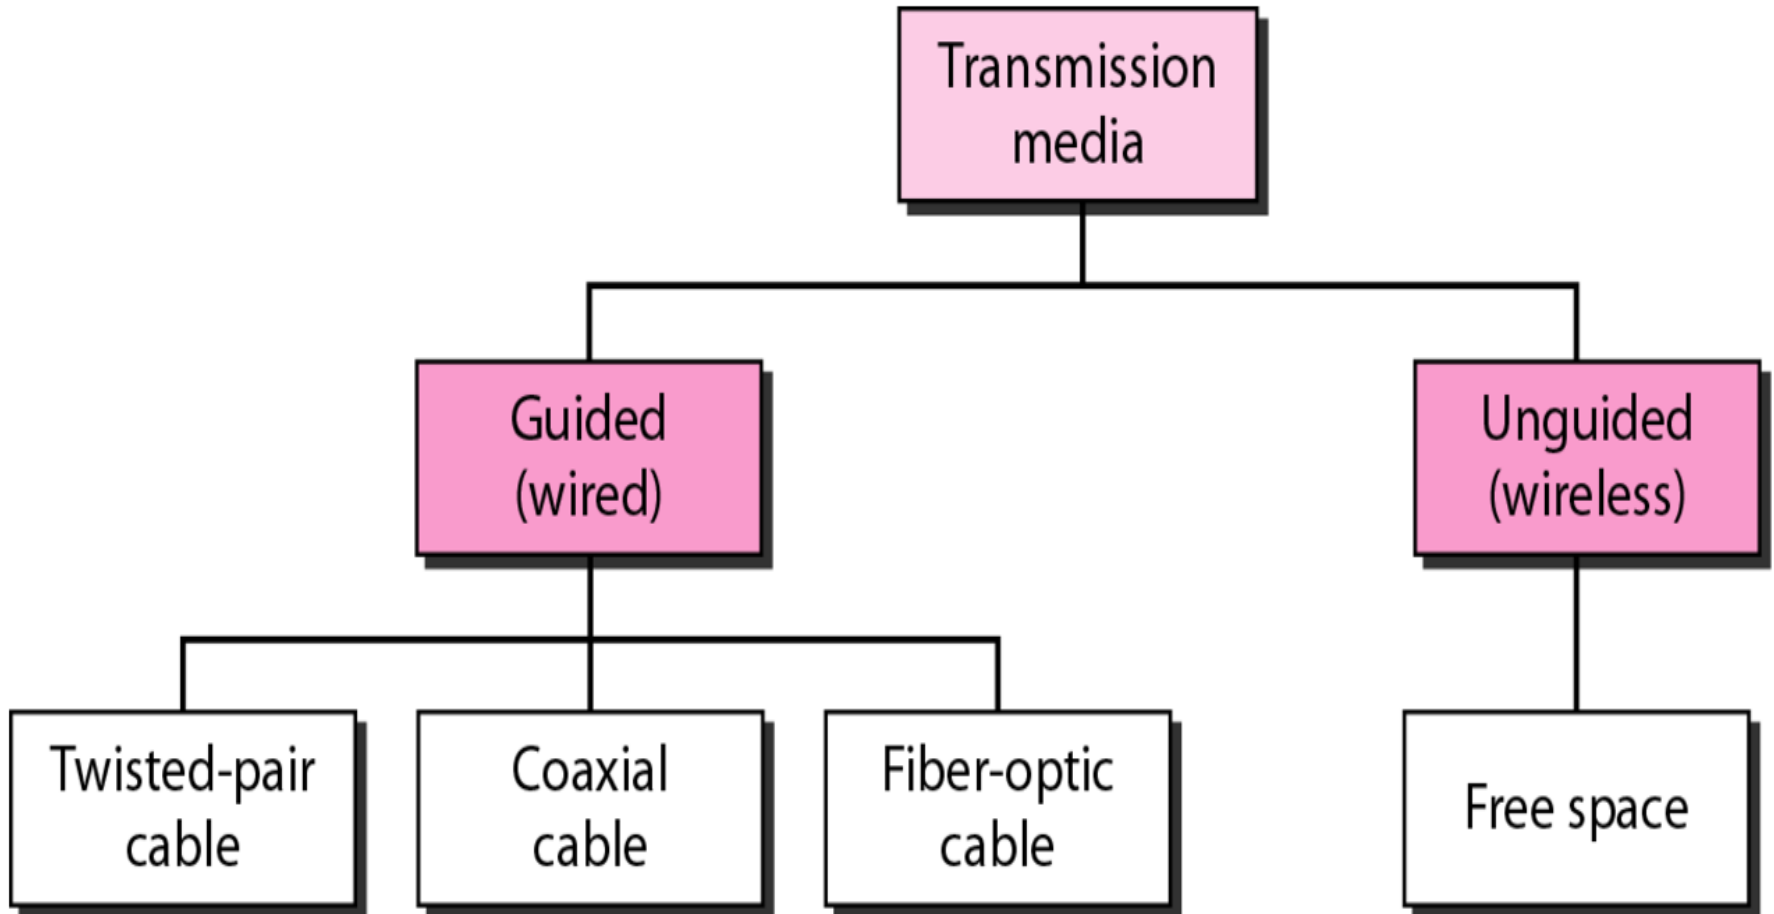 Transmission
media
Guided
(wired)
Unguided
(wireless)
Twisted-pair
cable
Coaxial
cable
Fiber-optic
cable
Free space